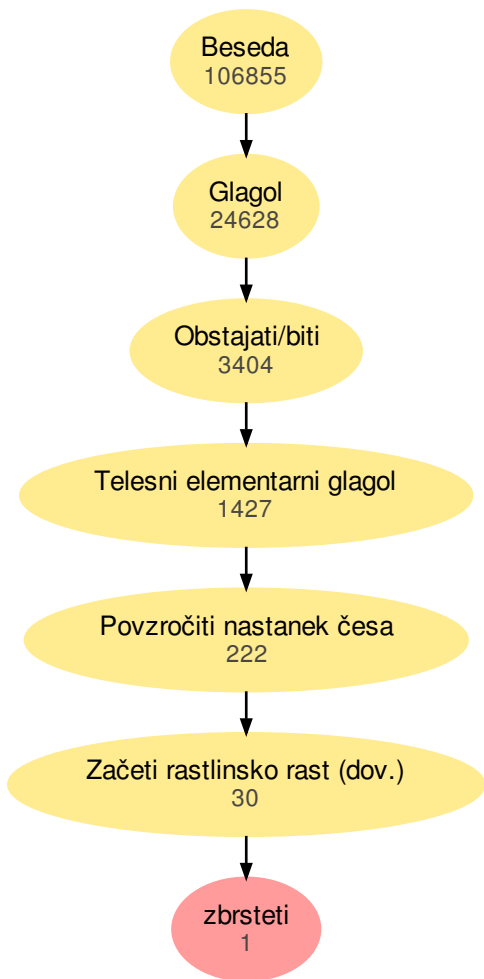 Beseda
106855
Glagol
24628
Obstajati/biti
3404
Telesni elementarni glagol
1427
Povzročiti nastanek česa
222
Začeti rastlinsko rast (dov.)
30
zbrsteti
1